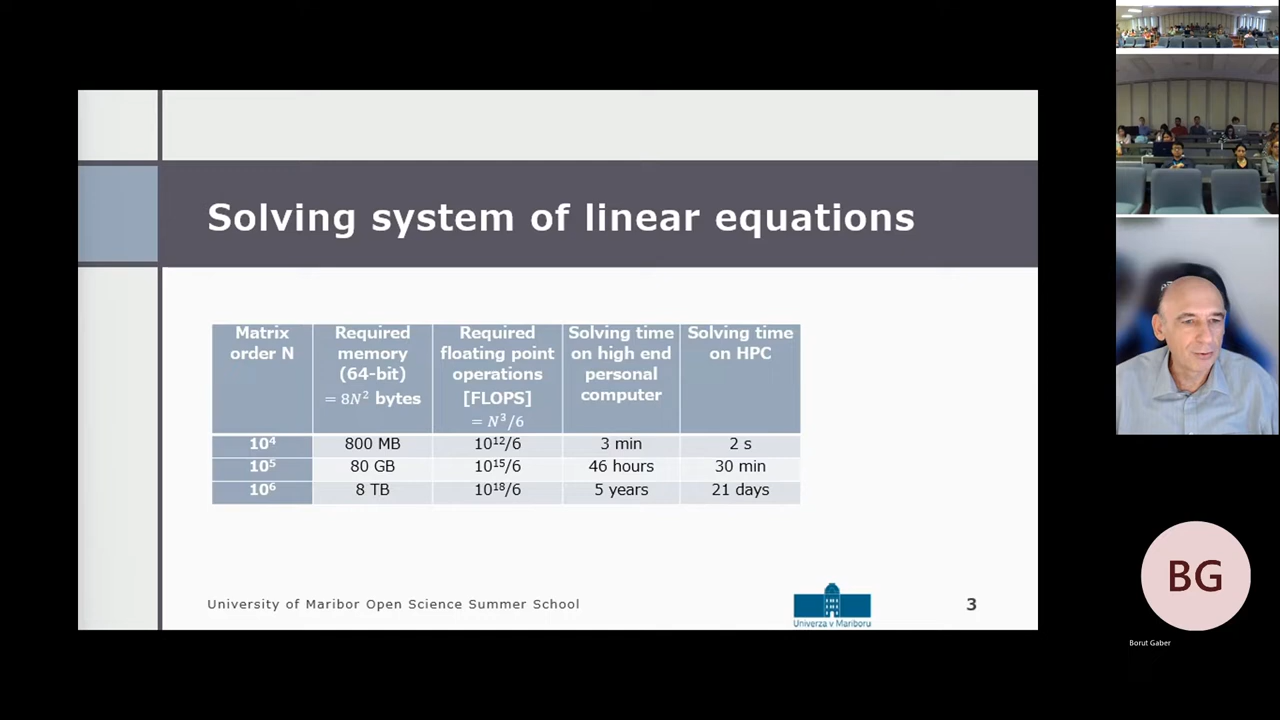 Solving system of linear equations
Matrix order N
Required memory (64-bit) = 8N² bytes
Required floating point operations [FLOPS] = N³/6
Solving time on high end personal computer
Solving time on HPC
10⁴ 800 MB 10¹²/6 3 min 2 s
10⁵ 80 GB 10¹⁵/6 46 hours 30 min
10⁶ 8 TB 10¹⁸/6 5 years 21 days
University of Maribor Open Science Summer School
Univerza v Mariboru
3
BG
Borut Gaber